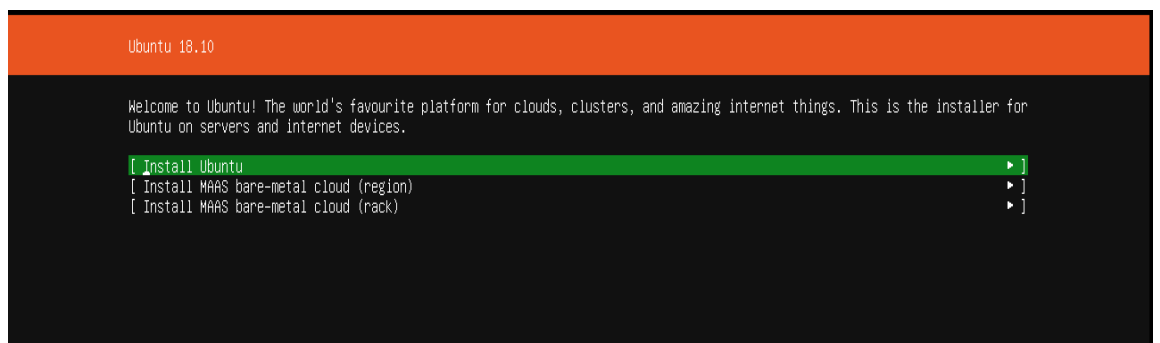 Ubuntu 18.10
Welcome to Ubuntu! The world's favourite platform for clouds, clusters, and amazing internet things. This is the installer for
Ubuntu on servers and internet devices.
[ Install Ubuntu ▸ ]
[ Install MAAS bare-metal cloud (region) ▸ ]
[ Install MAAS bare-metal cloud (rack) ▸ ]